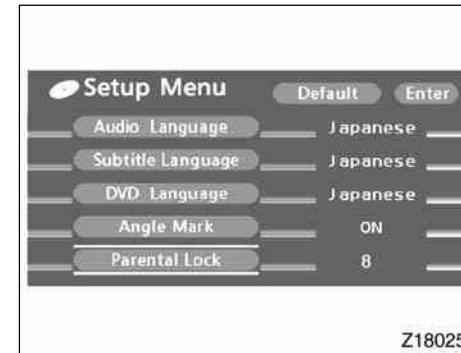 Setup Menu Default Enter
Audio Language Japanese
Subtitle Language Japanese
DVD Language Japanese
Angle Mark ON
Parental Lock 8
Z18025